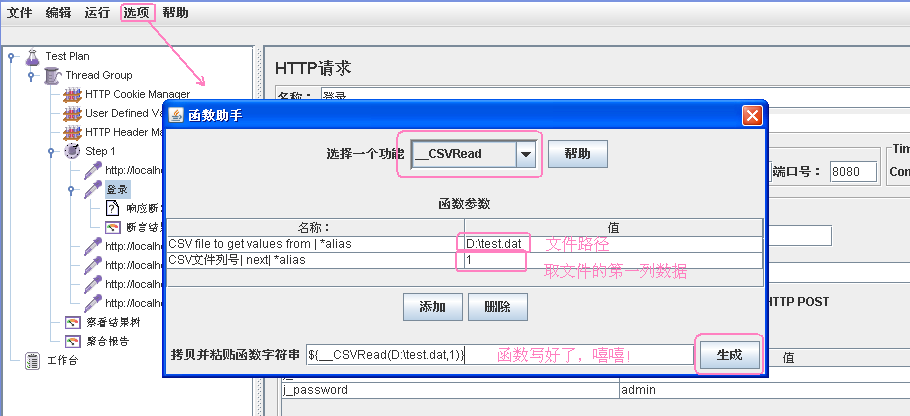 文件 编辑 运行 选项 帮助
Test Plan
Thread Group
HTTP Cookie Manager
User Defined Va
HTTP Header Ma
Step 1
http://localhc
登录
响应断
断言结果
http://localhc
http://localhc
http://localhc
http://localhc
察看结果树
聚合报告
工作台
HTTP请求
名称： 登录
Tim
端口号： 8080 Con
HTTP POST
值
j_password admin
函数助手
选择一个功能 __CSVRead 帮助
函数参数
名称： 值
CSV file to get values from | *alias D:\test.dat 文件路径
CSV文件列号| next| *alias 1 取文件的第一列数据
添加 删除
拷贝并粘贴函数字符串 ${__CSVRead(D:\test.dat,1)} 函数写好了，嘻嘻！ 生成